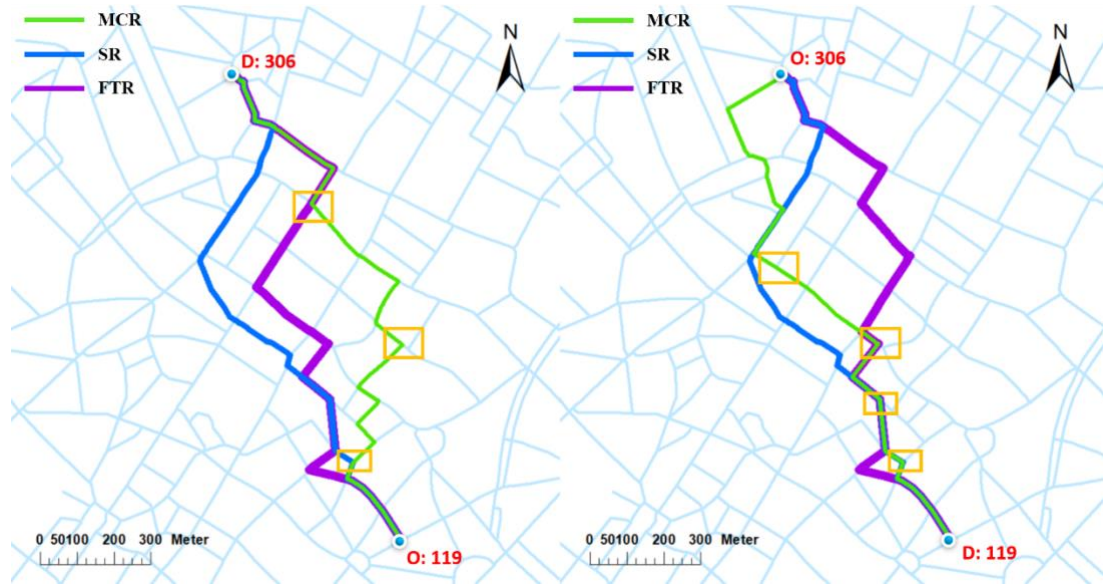 MCR
SR
FTR
N
D: 306
O: 119
0 50100 200 300 Meter
MCR
SR
FTR
N
O: 306
D: 119
0 50100 200 300 Meter